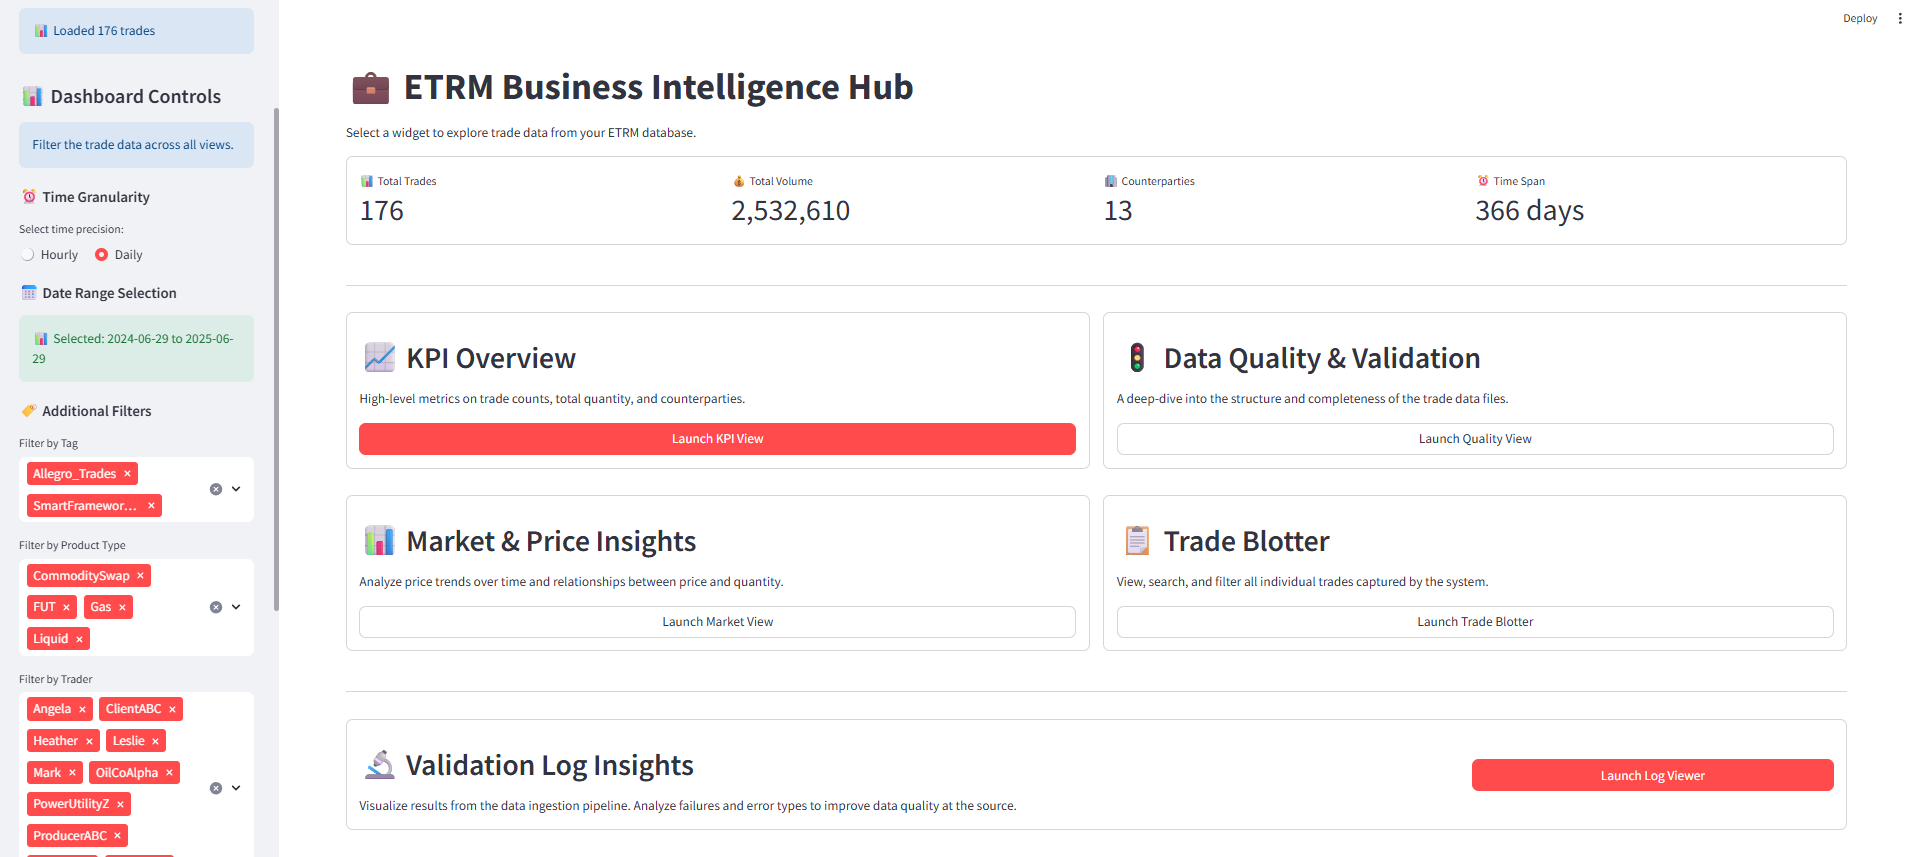 Loaded 176 trades
Dashboard Controls
Filter the trade data across all views.
Time Granularity
Select time precision:
Hourly Daily
Date Range Selection
Selected: 2024-06-29 to 2025-06-
29
Additional Filters
Filter by Tag
Allegro_Trades ×
SmartFramewor... ×
Filter by Product Type
CommoditySwap ×
FUT × Gas ×
Liquid ×
Filter by Trader
Angela × ClientABC ×
Heather × Leslie ×
Mark × OilCoAlpha ×
PowerUtilityZ ×
ProducerABC ×
Deploy
ETRM Business Intelligence Hub
Select a widget to explore trade data from your ETRM database.
Total Trades
176
Total Volume
2,532,610
Counterparties
13
Time Span
366 days
KPI Overview
High-level metrics on trade counts, total quantity, and counterparties.
Launch KPI View
Data Quality & Validation
A deep-dive into the structure and completeness of the trade data files.
Launch Quality View
Market & Price Insights
Analyze price trends over time and relationships between price and quantity.
Launch Market View
Trade Blotter
View, search, and filter all individual trades captured by the system.
Launch Trade Blotter
Validation Log Insights
Visualize results from the data ingestion pipeline. Analyze failures and error types to improve data quality at the source.
Launch Log Viewer